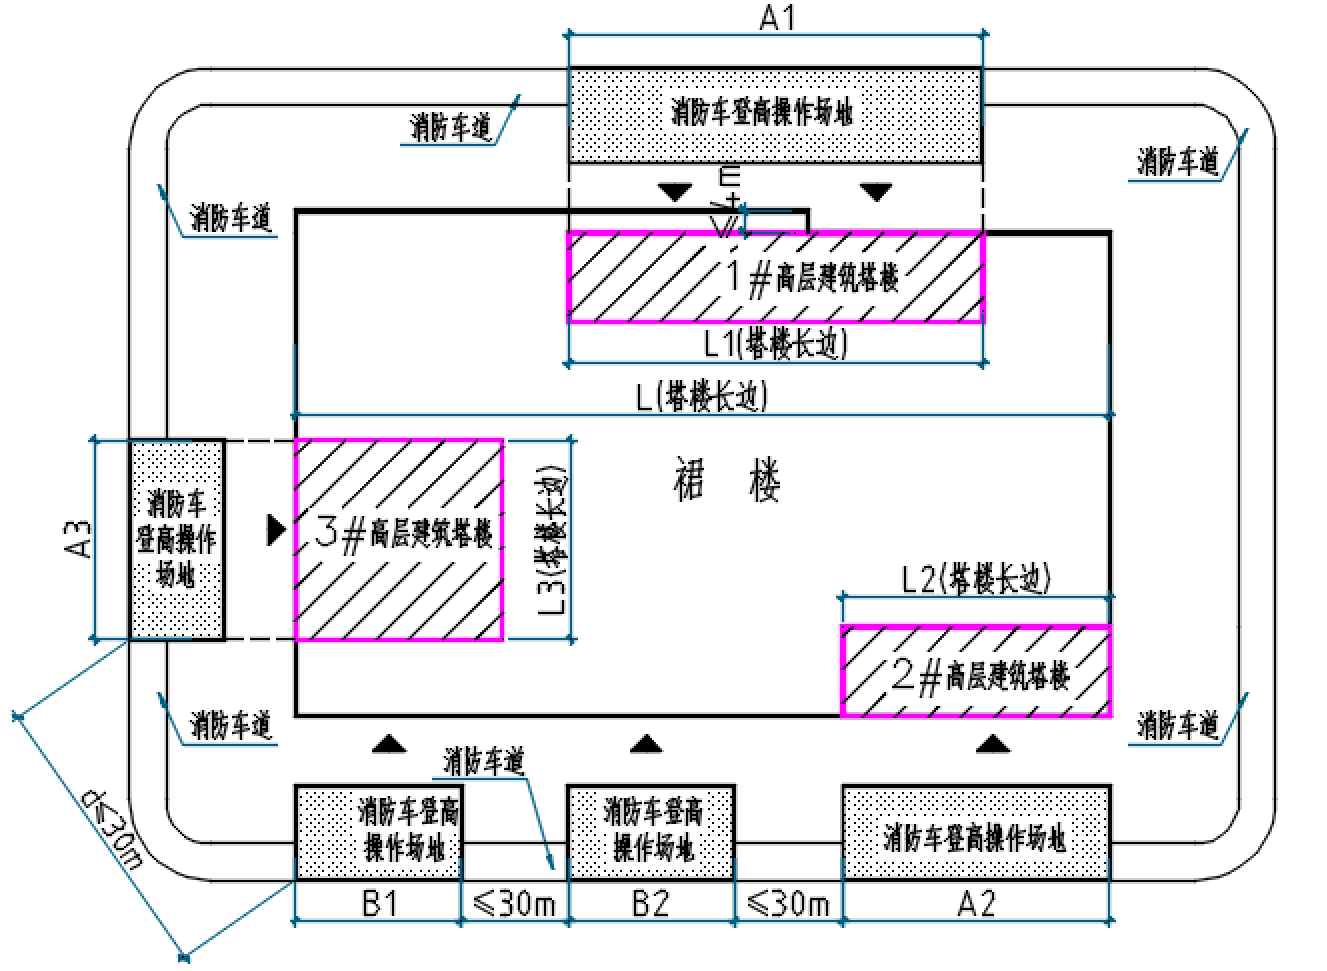 A1
消防车登高操作场地
消防车道
消防车道
消防车道
≤4m
1#高层建筑塔楼
L1(塔楼长边)
L(塔楼长边)
裙 楼
A3
消防车
登高操作
场地
3#高层建筑塔楼
L3(塔楼长边)
L2(塔楼长边)
2#高层建筑塔楼
消防车道
消防车道
消防车道
d≤30m
消防车登高
操作场地
消防车登高
操作场地
消防车登高操作场地
B1
≤30m
B2
≤30m
A2